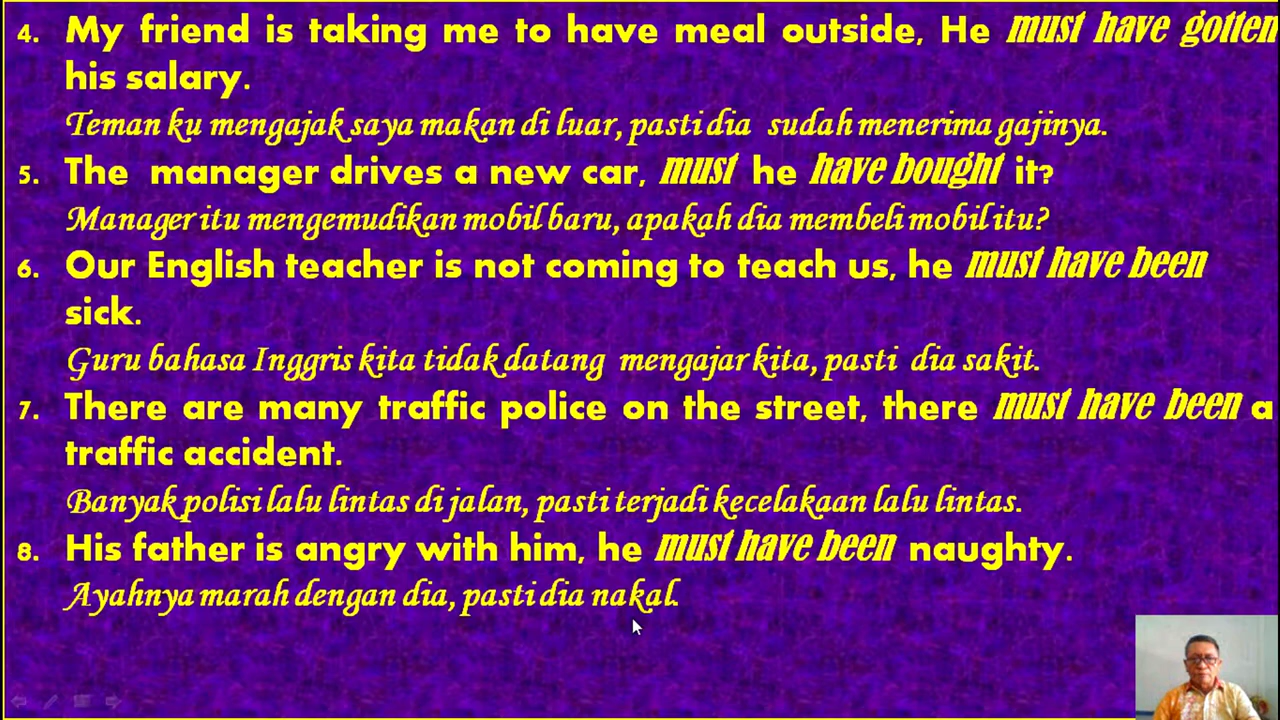 4. My friend is taking me to have meal outside, He must have gotten
his salary.
Teman ku mengajak saya makan di luar, pasti dia sudah menerima gajinya.
5. The manager drives a new car, must he have bought it?
Manager itu mengemudikan mobil baru, apakah dia membeli mobil itu?
6. Our English teacher is not coming to teach us, he must have been
sick.
Guru bahasa Inggris kita tidak datang mengajar kita, pasti dia sakit.
7. There are many traffic police on the street, there must have been a
traffic accident.
Banyak polisi lalu lintas di jalan, pasti terjadi kecelakaan lalu lintas.
8. His father is angry with him, he must have been naughty.
Ayahnya marah dengan dia, pasti dia nakal.